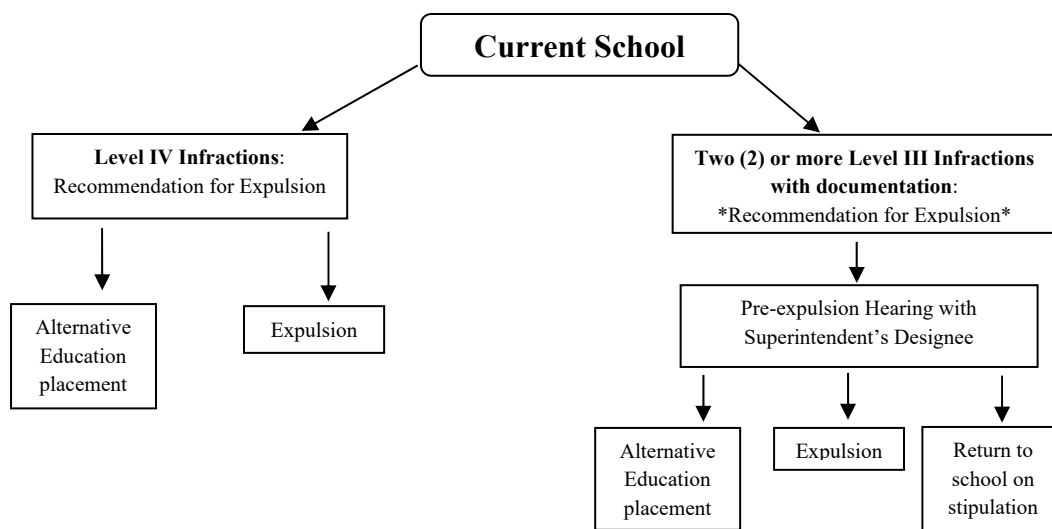 Current School
Level IV Infractions:
Recommendation for Expulsion
Two (2) or more Level III Infractions
with documentation:
*Recommendation for Expulsion*
Alternative
Education
placement
Expulsion
Pre-expulsion Hearing with
Superintendent’s Designee
Alternative
Education
placement
Expulsion
Return to
school on
stipulation